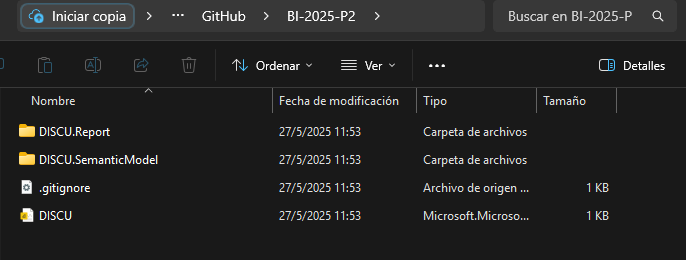 Iniciar copia > ··· GitHub > BI-2025-P2 > Buscar en BI-2025-P
Ordenar Ver ··· Detalles
Nombre Fecha de modificación Tipo Tamaño
DISCU.Report 27/5/2025 11:53 Carpeta de archivos
DISCU.SemanticModel 27/5/2025 11:53 Carpeta de archivos
.gitignore 27/5/2025 11:53 Archivo de origen ... 1 KB
DISCU 27/5/2025 11:53 Microsoft.Microso... 1 KB